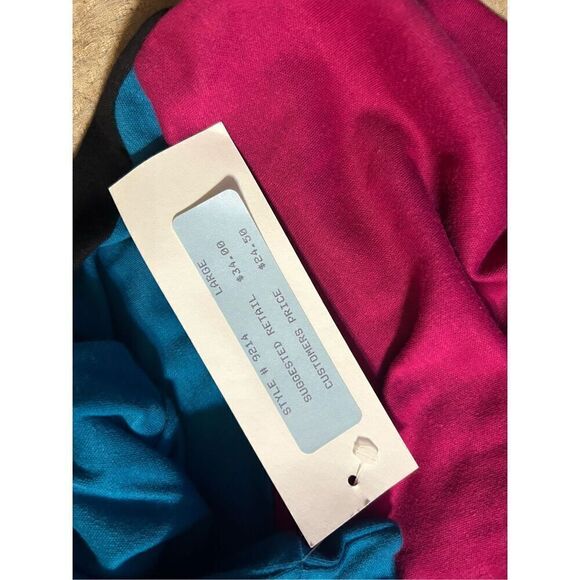 STYLE # 9214 LARGE
SUGGESTED RETAIL $34.00
CUSTOMERS PRICE $24.50